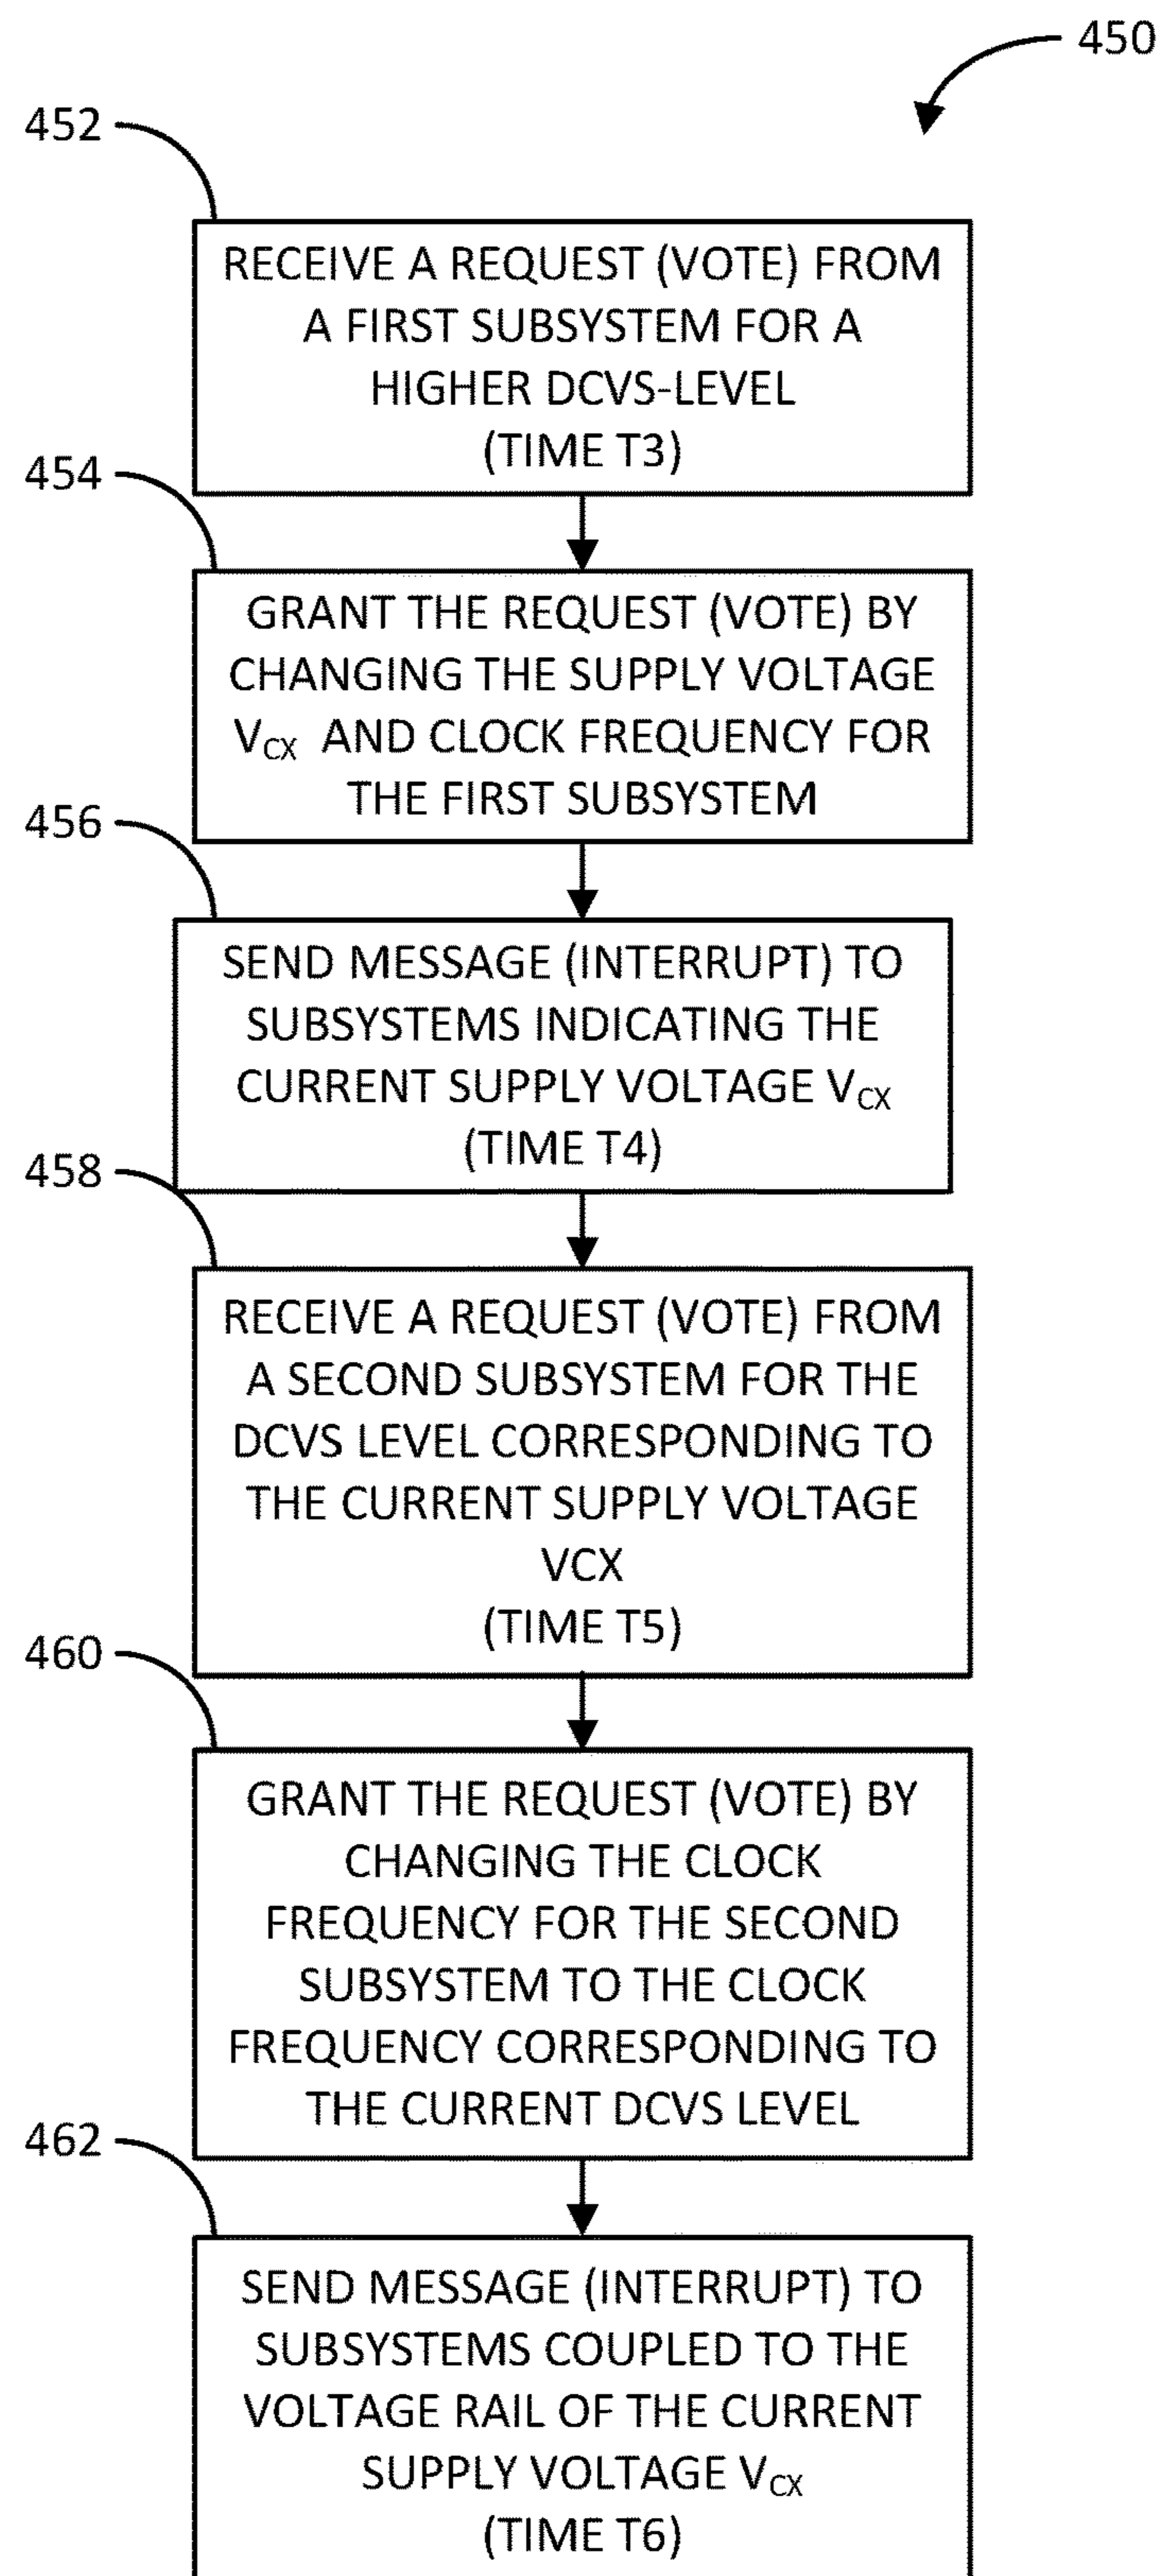 450
452
RECEIVE A REQUEST (VOTE) FROM
A FIRST SUBSYSTEM FOR A
HIGHER DCVS-LEVEL
(TIME T3)
454
GRANT THE REQUEST (VOTE) BY
CHANGING THE SUPPLY VOLTAGE
VCX AND CLOCK FREQUENCY FOR
THE FIRST SUBSYSTEM
456
SEND MESSAGE (INTERRUPT) TO
SUBSYSTEMS INDICATING THE
CURRENT SUPPLY VOLTAGE VCX
(TIME T4)
458
RECEIVE A REQUEST (VOTE) FROM
A SECOND SUBSYSTEM FOR THE
DCVS LEVEL CORRESPONDING TO
THE CURRENT SUPPLY VOLTAGE
VCX
(TIME T5)
460
GRANT THE REQUEST (VOTE) BY
CHANGING THE CLOCK
FREQUENCY FOR THE SECOND
SUBSYSTEM TO THE CLOCK
FREQUENCY CORRESPONDING TO
THE CURRENT DCVS LEVEL
462
SEND MESSAGE (INTERRUPT) TO
SUBSYSTEMS COUPLED TO THE
VOLTAGE RAIL OF THE CURRENT
SUPPLY VOLTAGE VCX
(TIME T6)